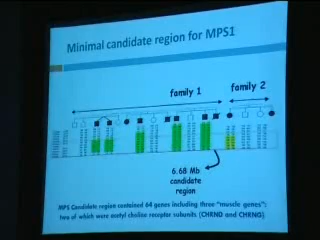 Minimal candidate region for MPS1
family 1
family 2
6.68 Mb
candidate
region
MPS Candidate region contained 64 genes including three "muscle genes":
two of which were acetyl choline receptor subunits (CHRND and CHRNG)